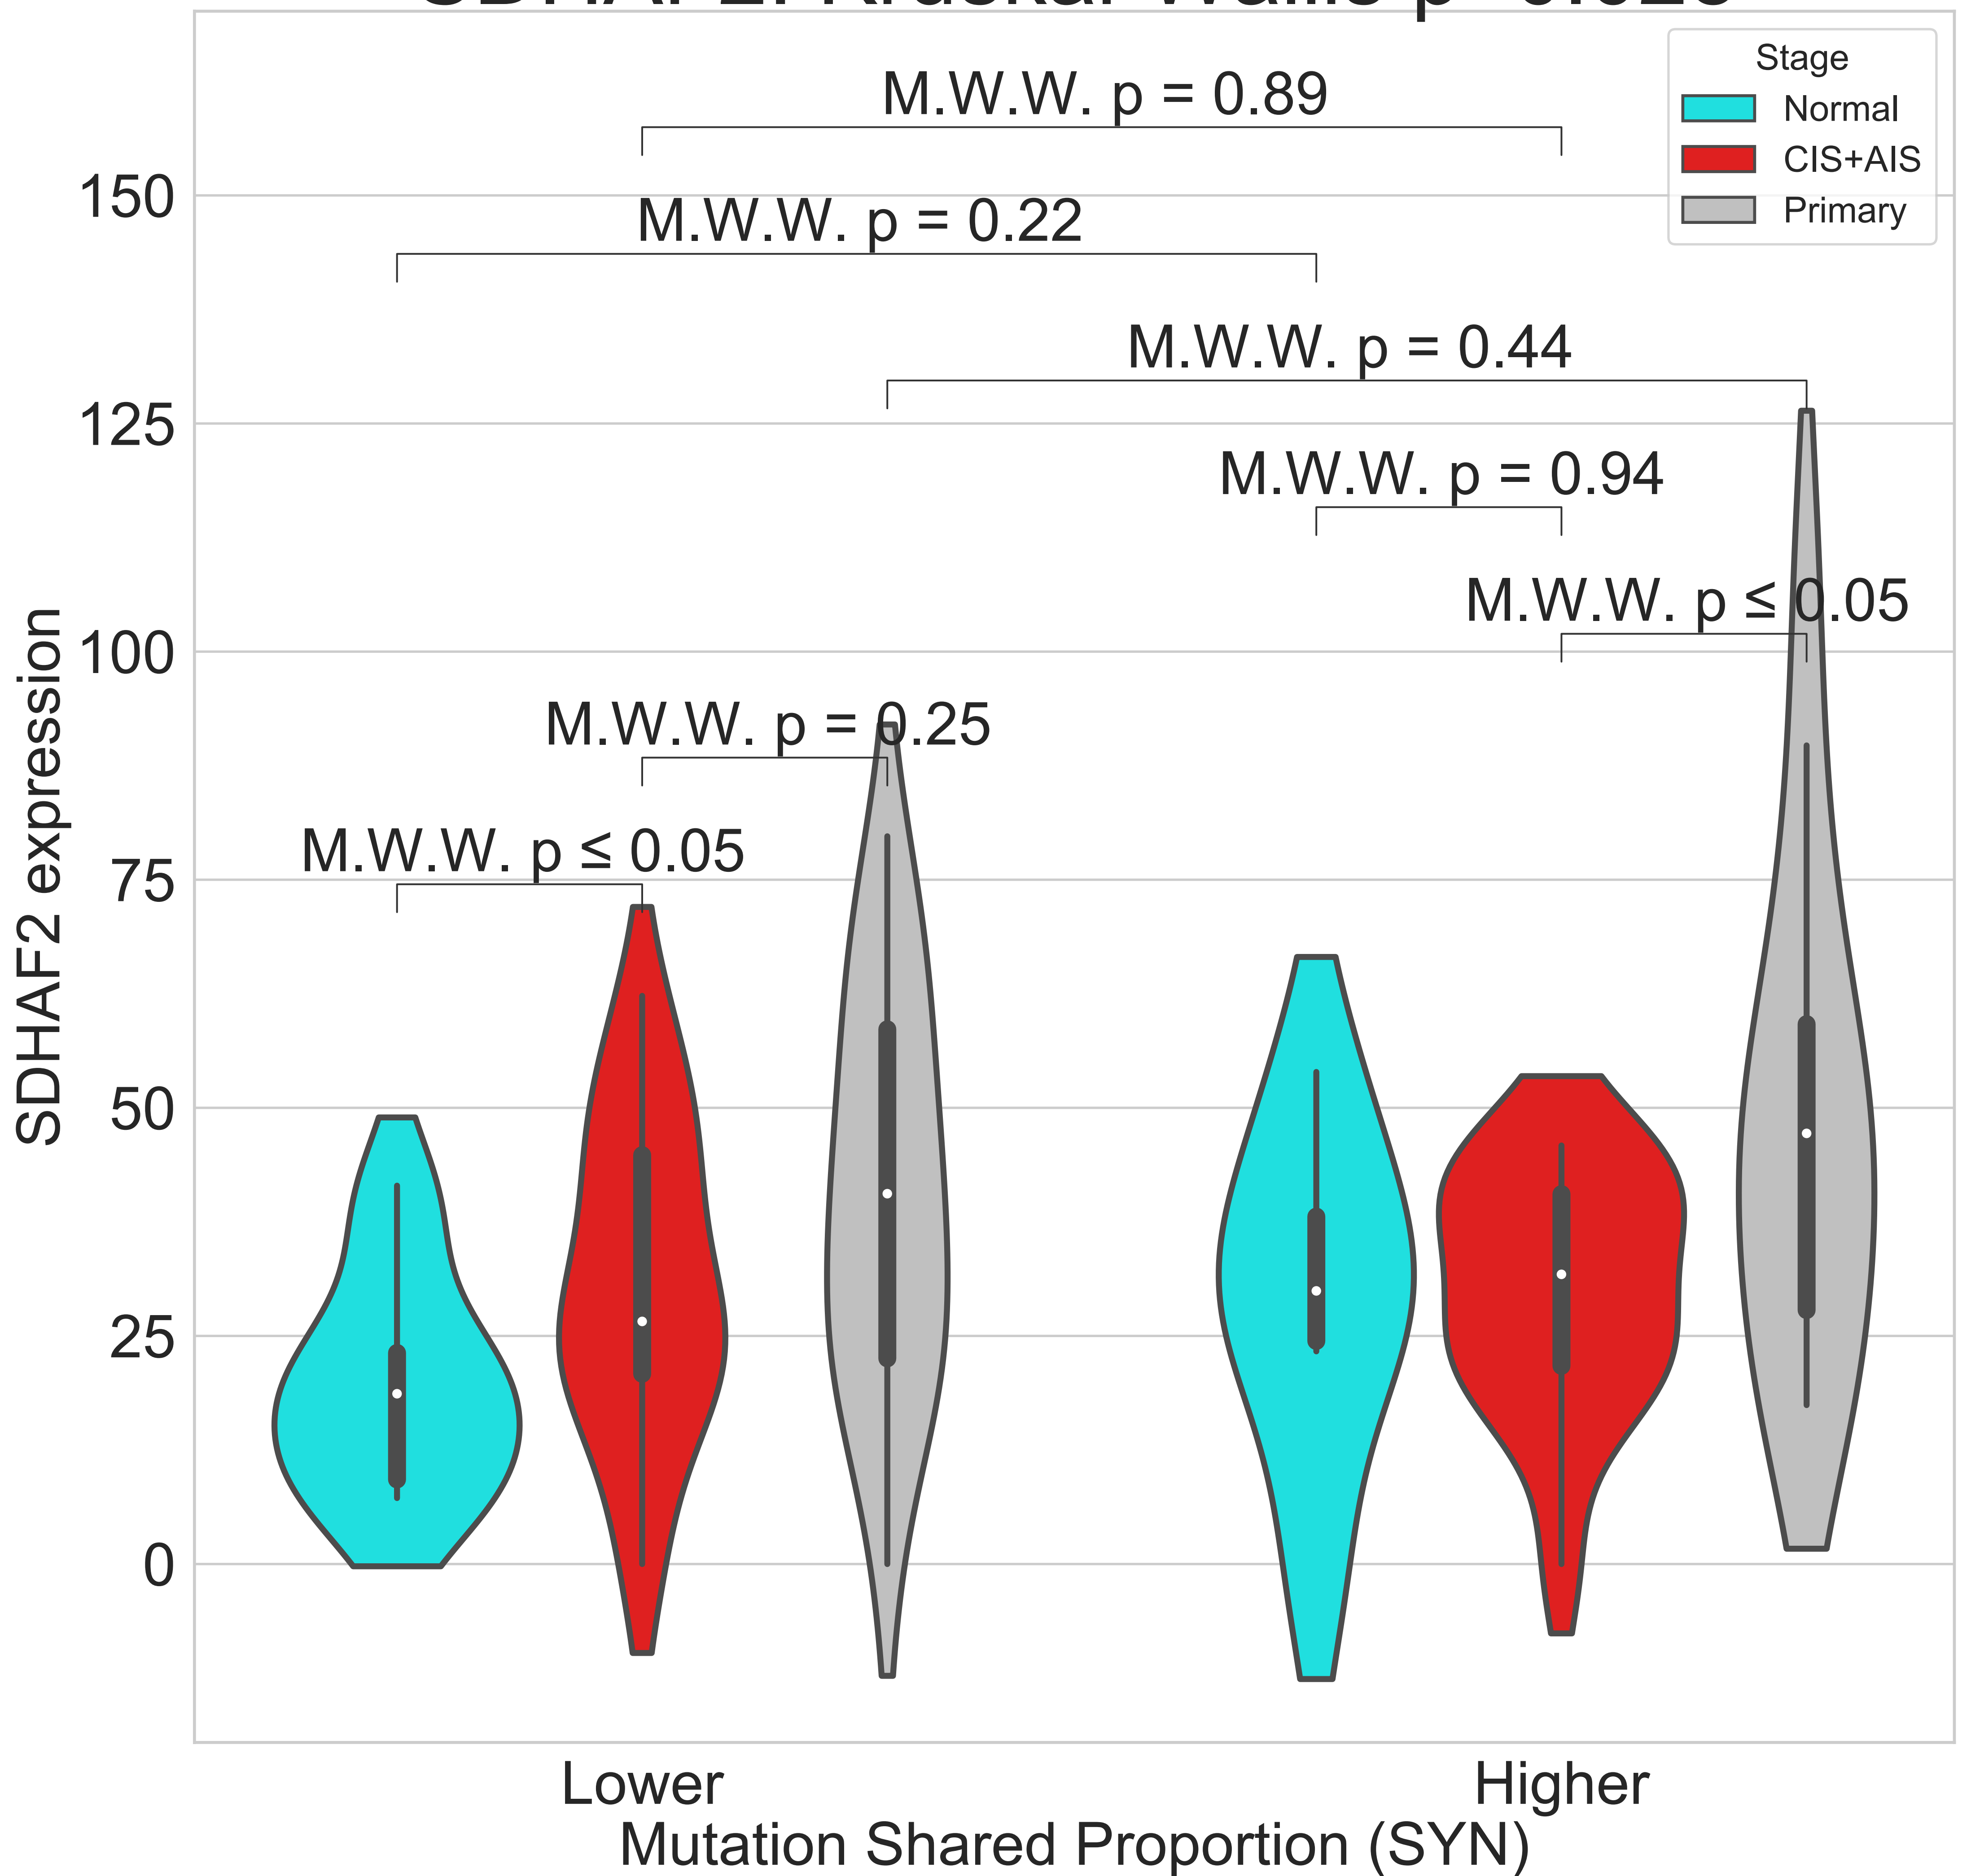 Stage
Normal
CIS+AIS
Primary
M.W.W. p = 0.89
M.W.W. p = 0.22
M.W.W. p = 0.44
M.W.W. p = 0.94
M.W.W. p ≤ 0.05
M.W.W. p = 0.25
M.W.W. p ≤ 0.05
150
125
100
75
50
25
0
SDHAF2 expression
Lower
Higher
Mutation Shared Proportion (SYN)